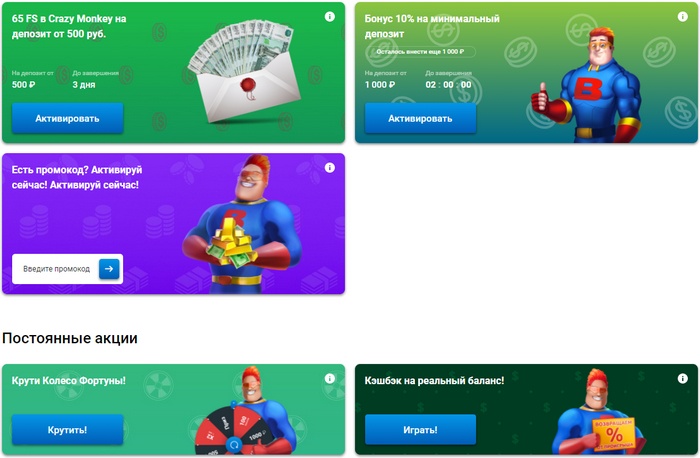 65 FS в Crazy Monkey на
депозит от 500 руб.
На депозит от До завершения
500 ₽ 3 дня
Активировать
Бонус 10% на минимальный
депозит
Осталось внести еще 1 000 ₽
На депозит от До завершения
1 000 ₽ 02 : 00 : 00
Активировать
B
Есть промокод? Активируй
сейчас! Активируй сейчас!
Введите промокод
Постоянные акции
Крути Колесо Фортуны!
Крутить!
Приз
100
1000 ₽
Кэшбэк на реальный баланс!
Играть!
ВОЗВРАЩАЕМ
%